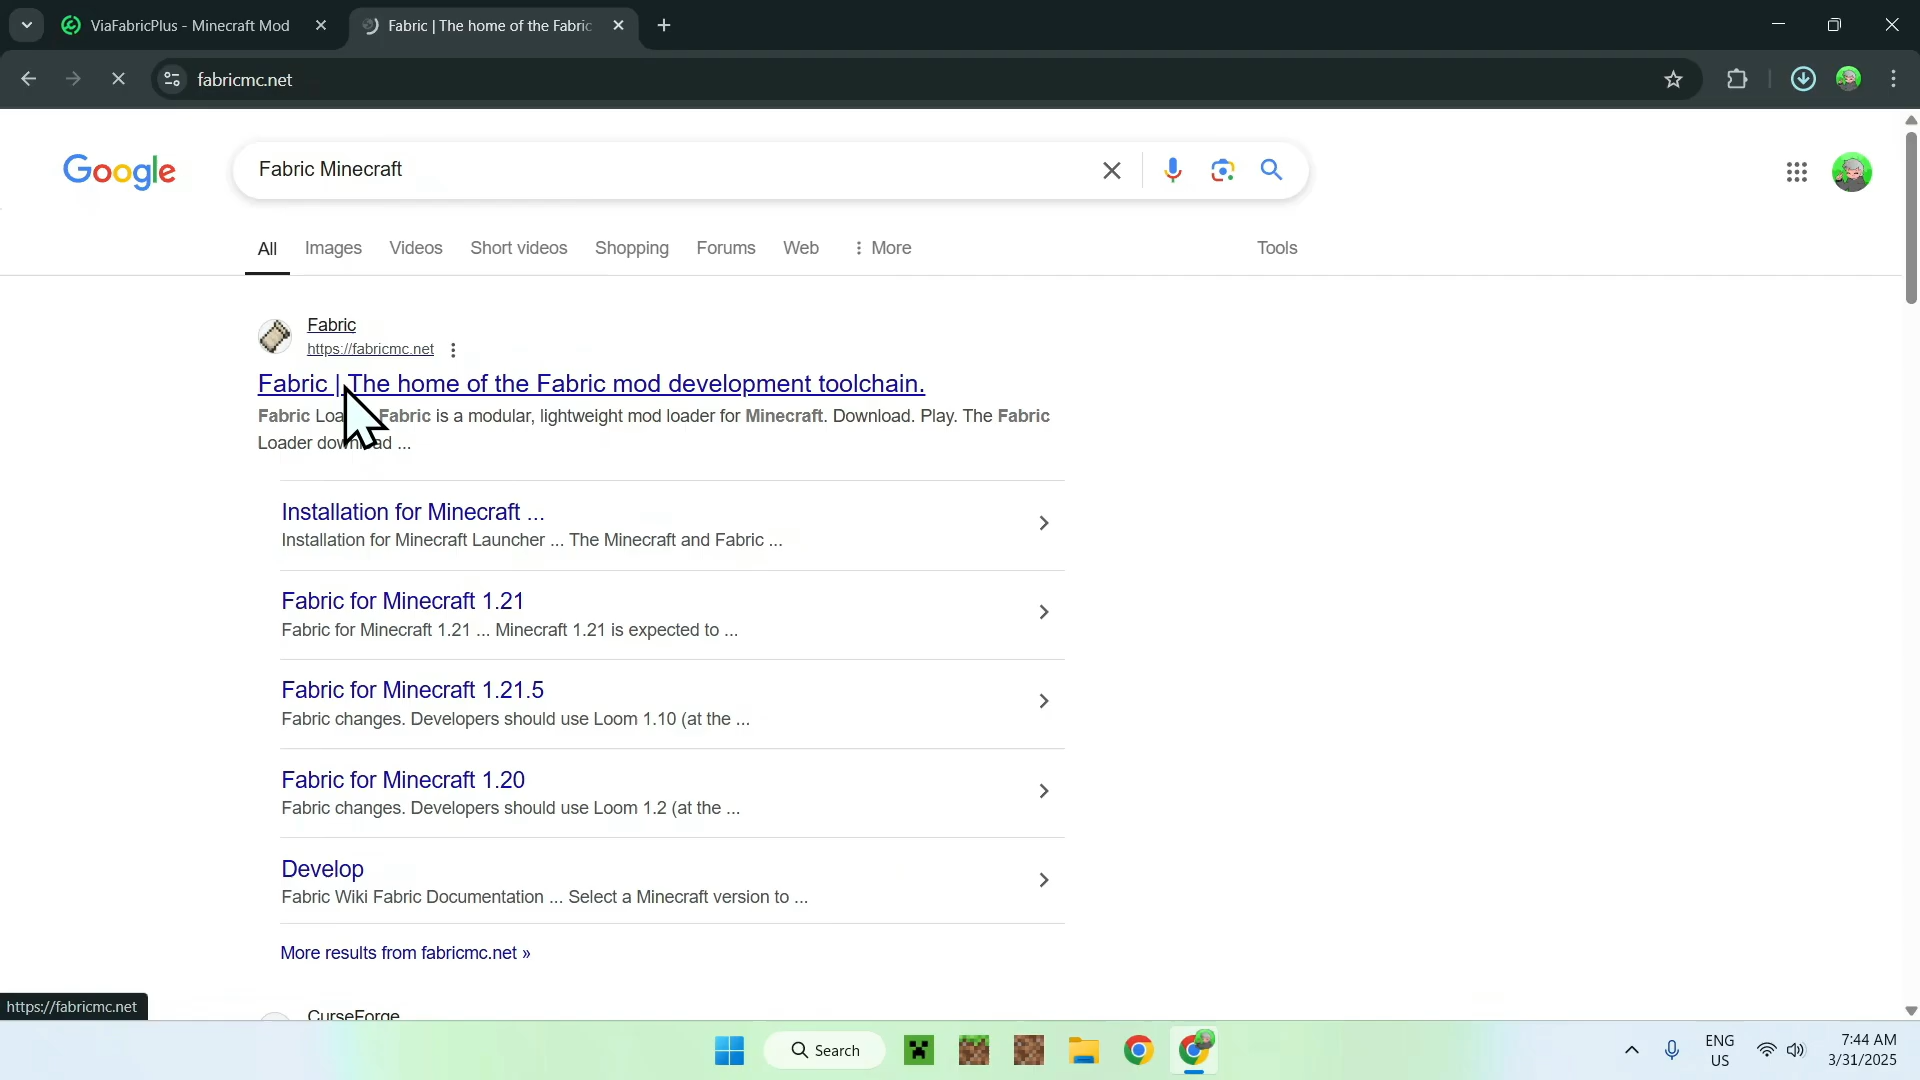 ViaFabricPlus - Minecraft Mod
Fabric | The home of the Fabric
fabricmc.net
Google
Fabric Minecraft
All
Images
Videos
Short videos
Shopping
Forums
Web
More
Tools
Fabric
https://fabricmc.net
Fabric | The home of the Fabric mod development toolchain.
Fabric Fabric is a modular, lightweight mod loader for Minecraft. Download. Play. The Fabric
Loader download ...
Installation for Minecraft ...
Installation for Minecraft Launcher ... The Minecraft and Fabric ...
Fabric for Minecraft 1.21
Fabric for Minecraft 1.21 ... Minecraft 1.21 is expected to ...
Fabric for Minecraft 1.21.5
Fabric changes. Developers should use Loom 1.10 (at the ...
Fabric for Minecraft 1.20
Fabric changes. Developers should use Loom 1.2 (at the ...
Develop
Fabric Wiki Fabric Documentation ... Select a Minecraft version to ...
More results from fabricmc.net »
https://fabricmc.net
CurseForge
Search
ENG
US
7:44 AM
3/31/2025